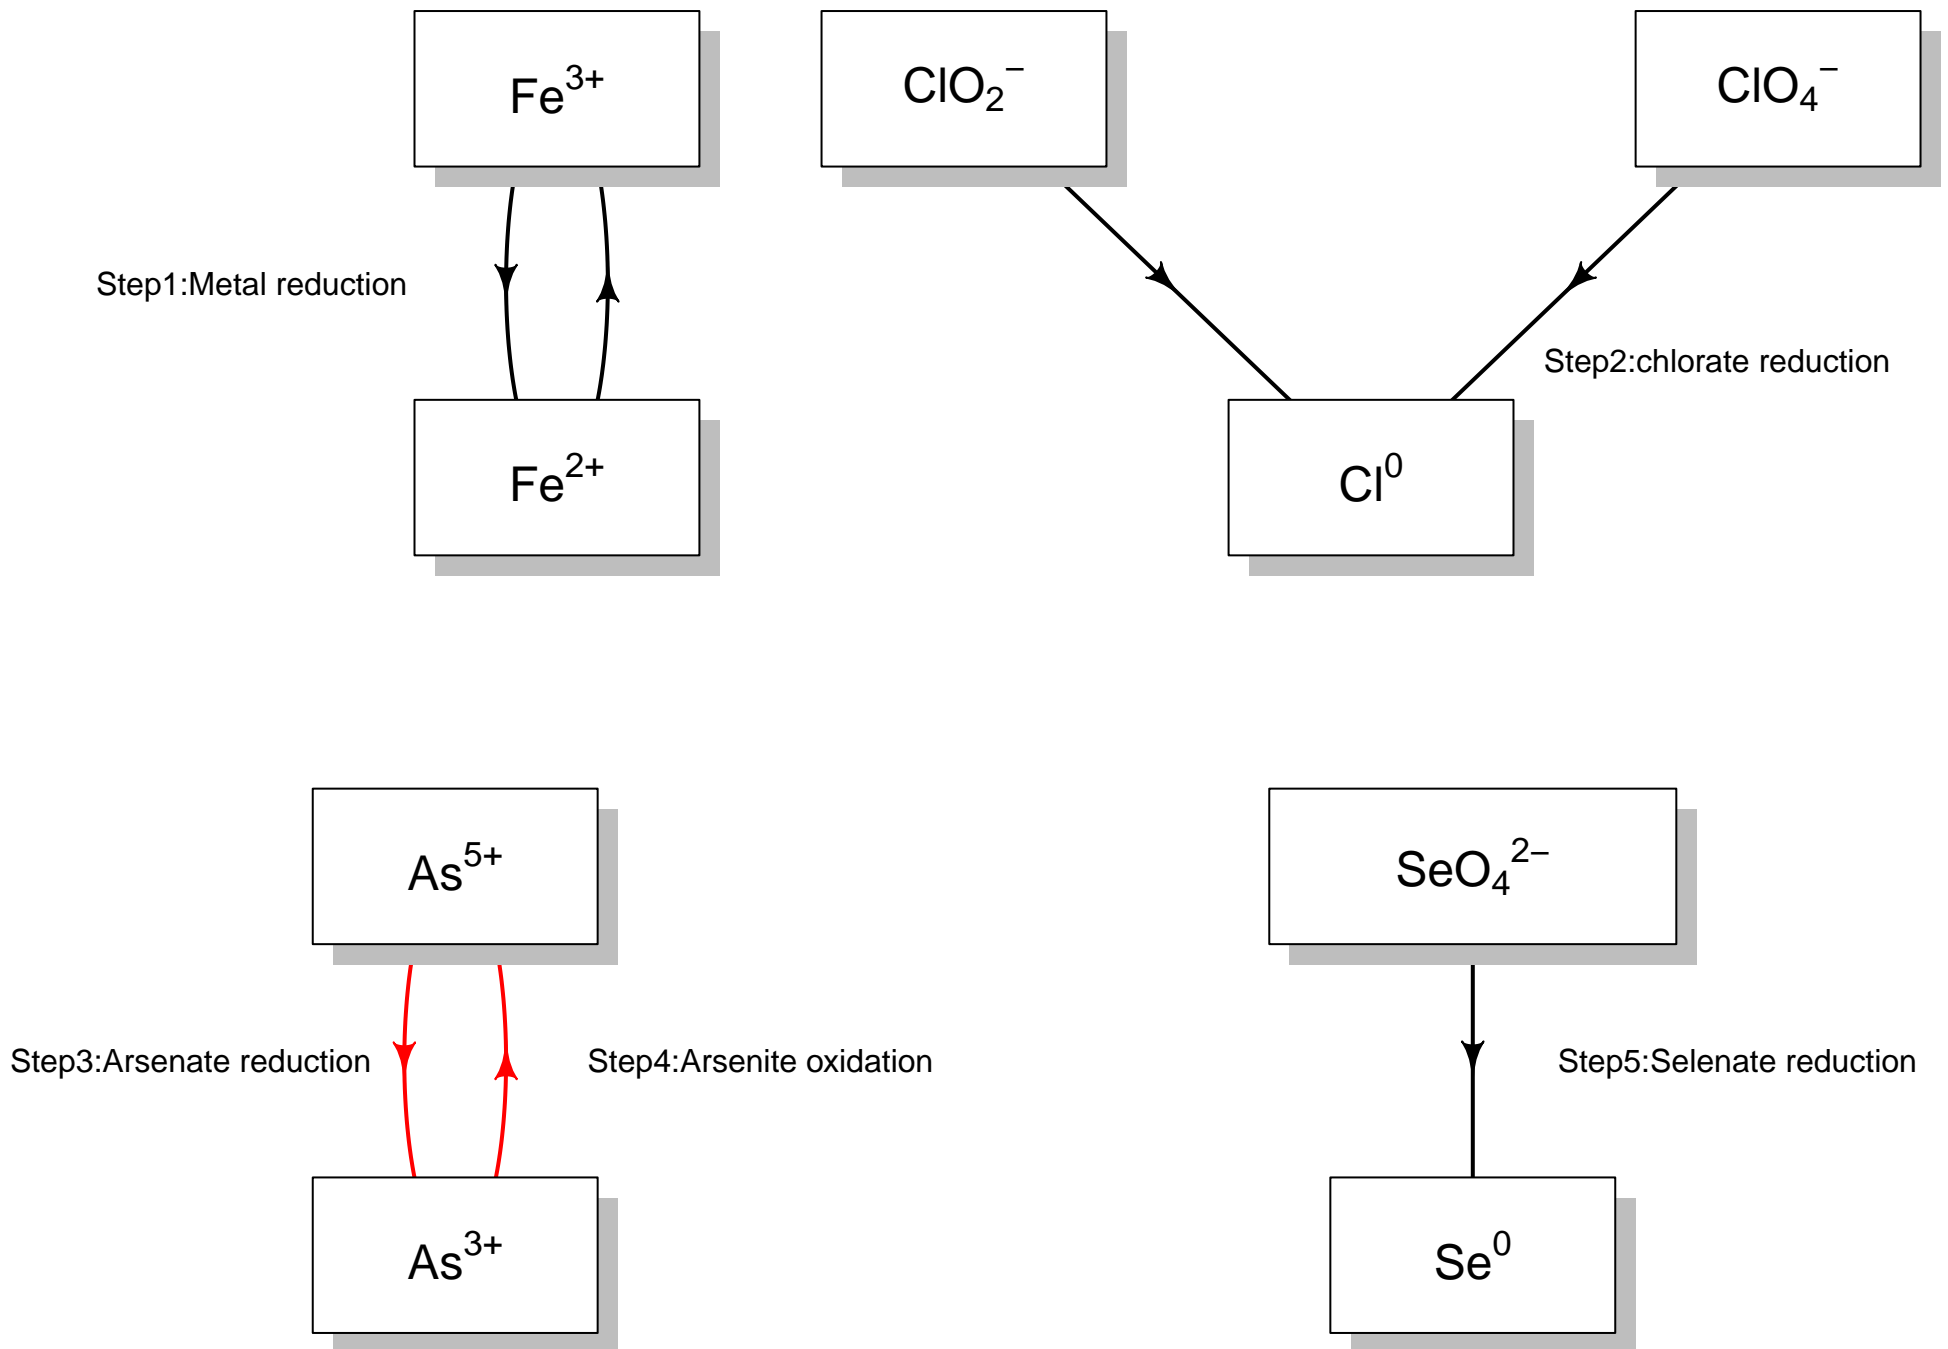 Fe³⁺
ClO₂⁻
ClO₄⁻
Step1:Metal reduction
Step2:chlorate reduction
Fe²⁺
Cl⁰
As⁵⁺
SeO₄²⁻
Step3:Arsenate reduction
Step4:Arsenite oxidation
Step5:Selenate reduction
As³⁺
Se⁰